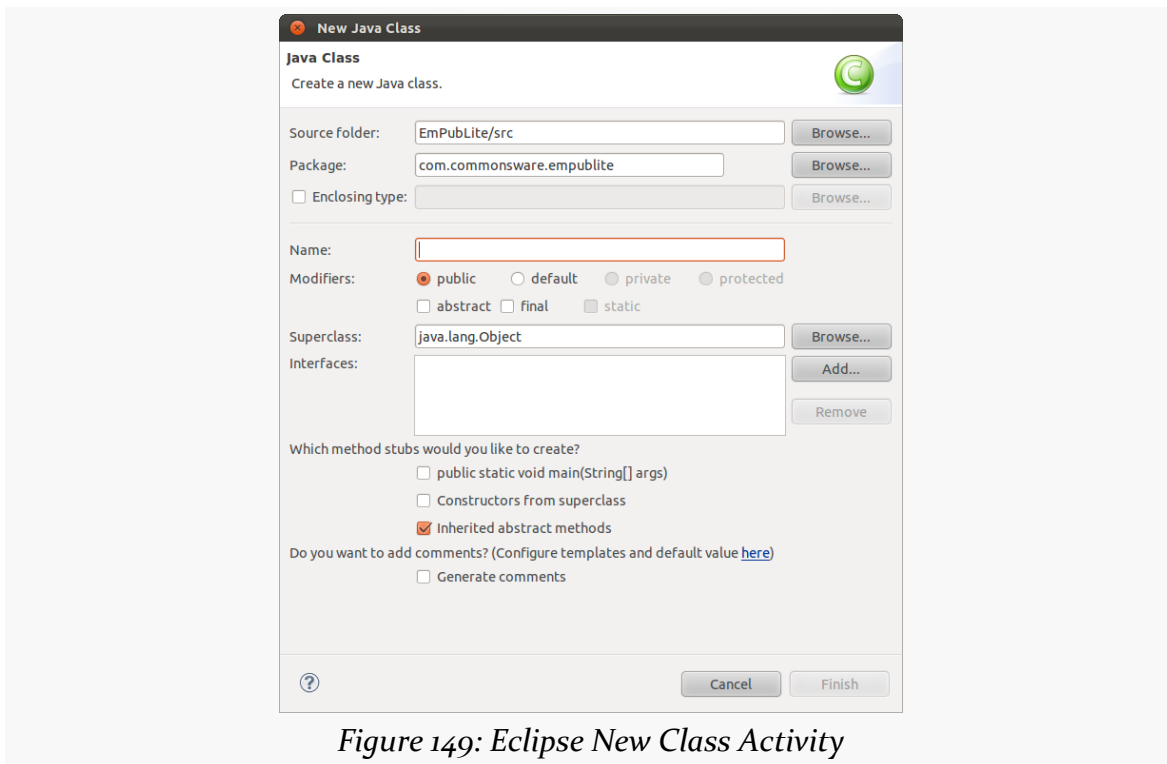 New Java Class
Java Class
Create a new Java class.
C
Source folder: EmPubLite/src Browse...
Package: com.commonsware.empublite Browse...
Enclosing type: Browse...
Name:
Modifiers: public default private protected
abstract final static
Superclass: java.lang.Object Browse...
Interfaces: Add...
Remove
Which method stubs would you like to create?
public static void main(String[] args)
Constructors from superclass
Inherited abstract methods
Do you want to add comments? (Configure templates and default value here)
Generate comments
? Cancel Finish
Figure 149: Eclipse New Class Activity